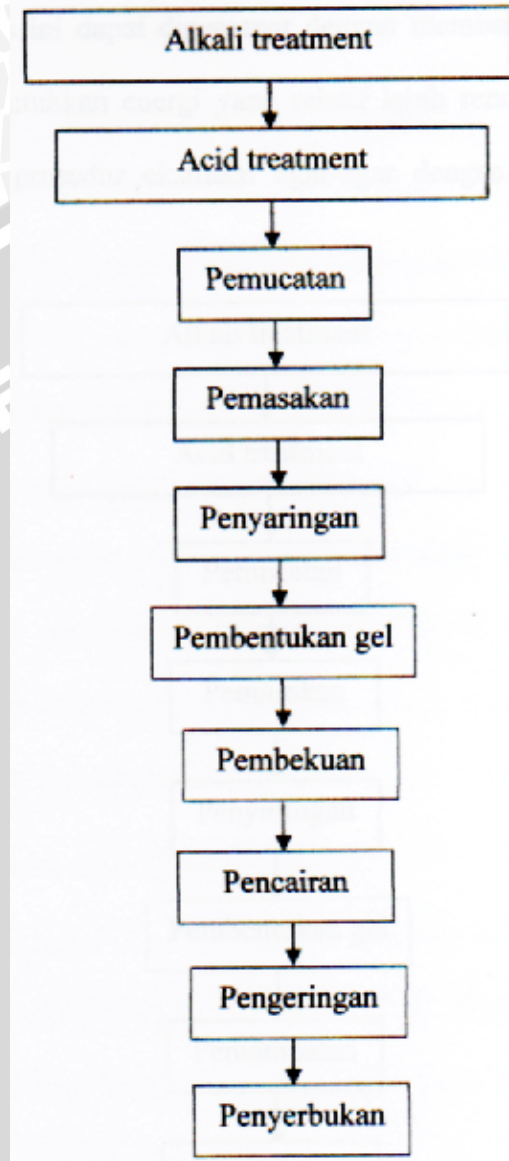 Alkali treatment
Acid treatment
Pemucatan
Pemasakan
Penyaringan
Pembentukan gel
Pembekuan
Pencairan
Pengeringan
Penyerbukan